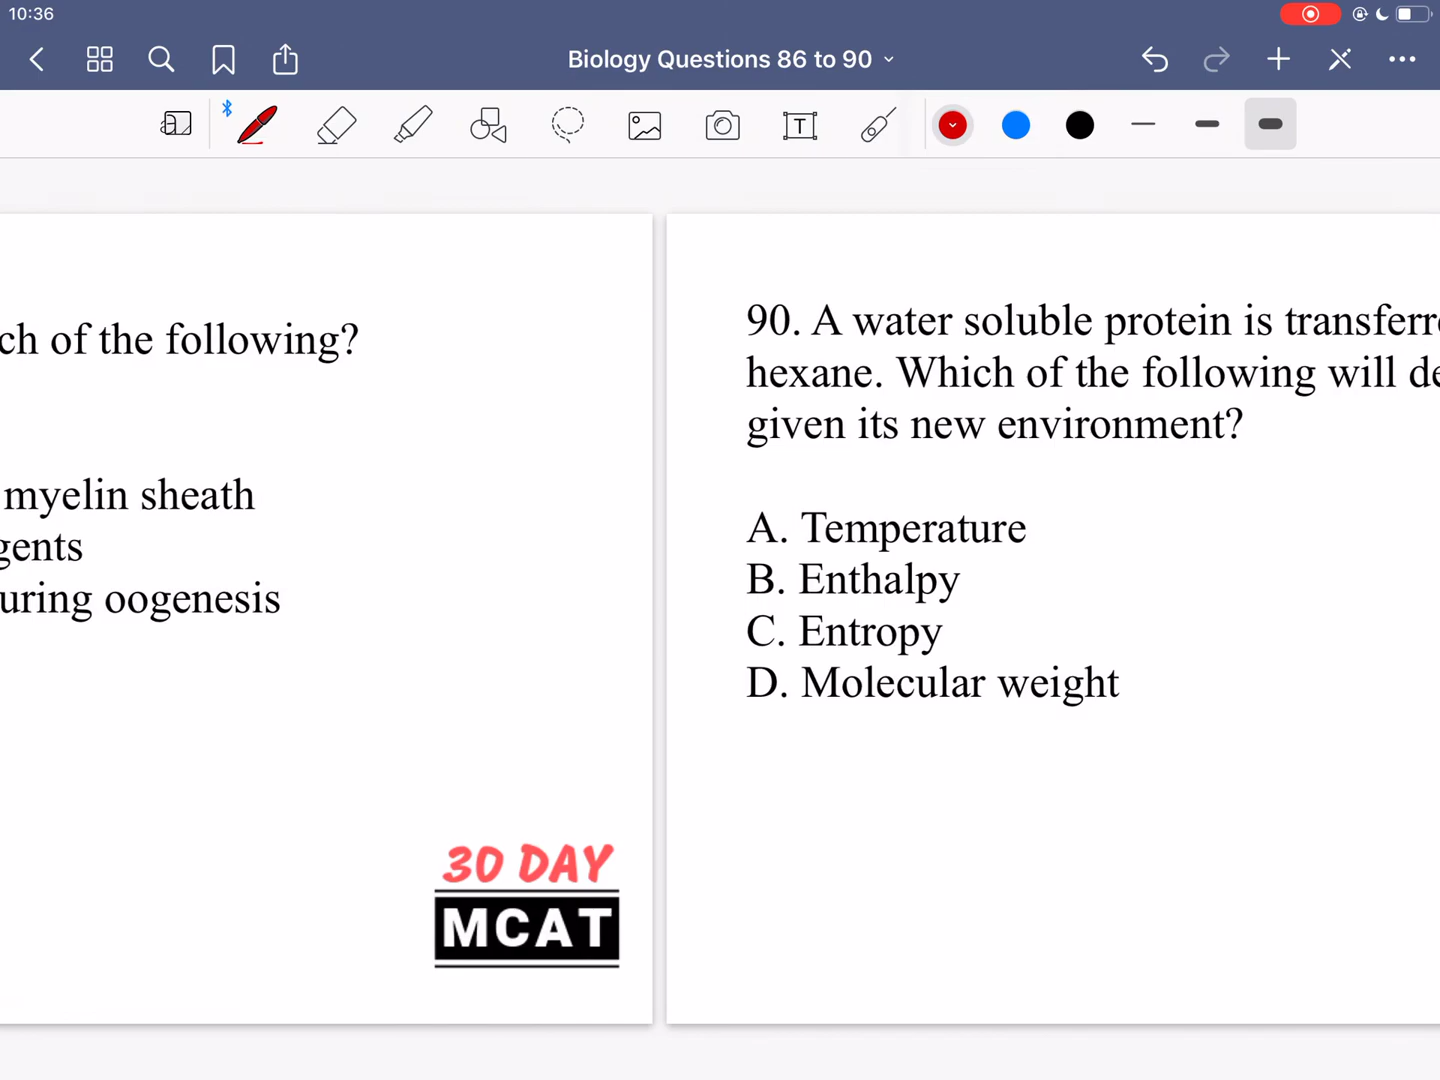 10:36
Biology Questions 86 to 90
ch of the following?
myelin sheath
gents
uring oogenesis
30 DAY
MCAT
90. A water soluble protein is transferr
hexane. Which of the following will de
given its new environment?
A. Temperature
B. Enthalpy
C. Entropy
D. Molecular weight